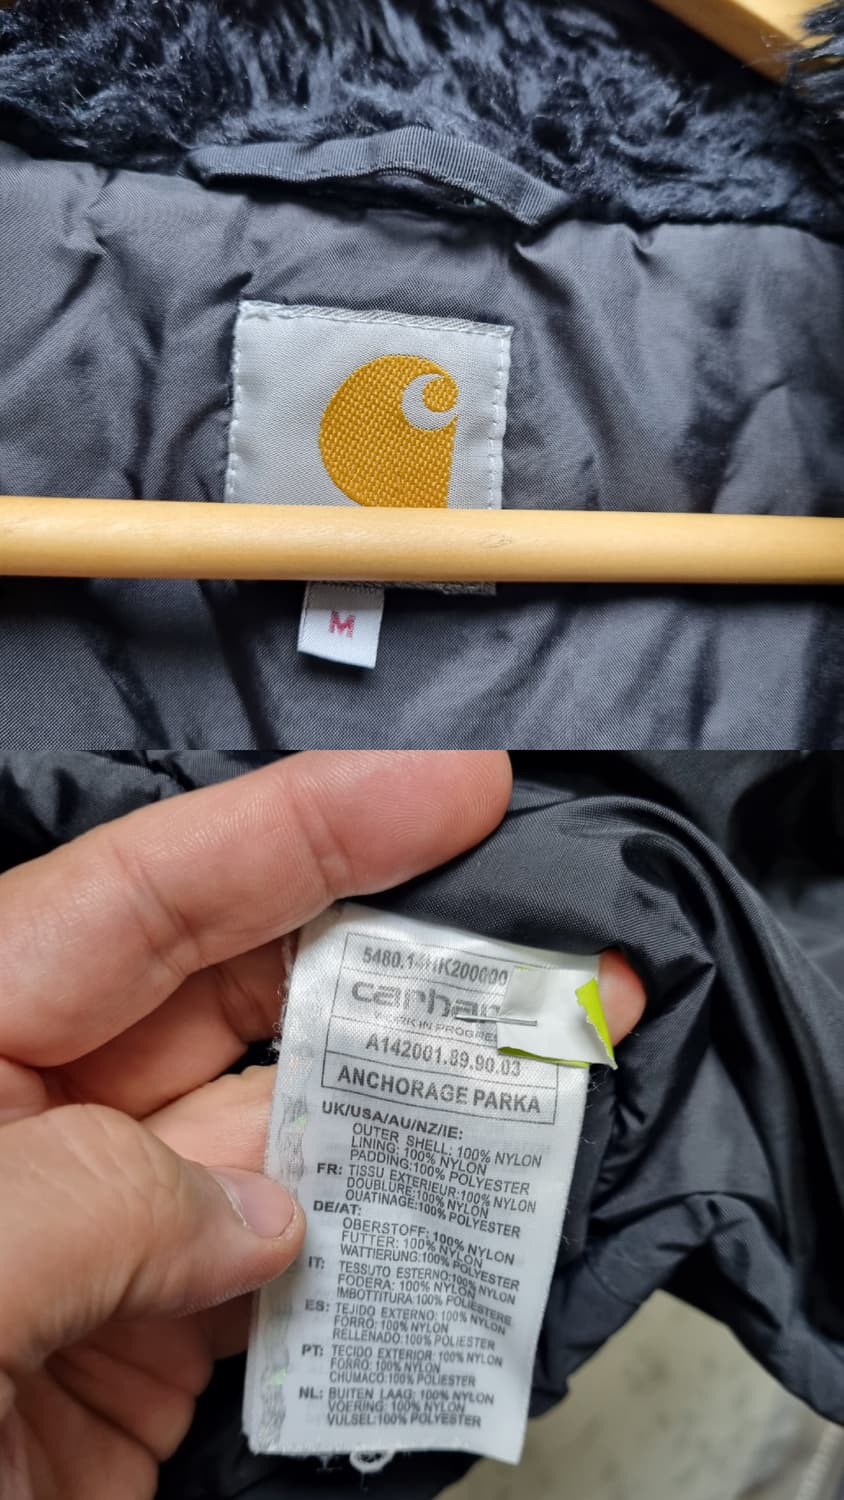 M
5480.14HK200000
carhar
RK IN PROGRE
A142001.89.90.03
ANCHORAGE PARKA
UK/USA/AU/NZ/IE:
OUTER SHELL: 100% NYLON
LINING: 100% NYLON
PADDING:100% POLYESTER
FR: TISSU EXTERIEUR:100% NYLON
DOUBLURE:100% NYLON
OUATINAGE:100% POLYESTER
DE/AT:
OBERSTOFF: 100% NYLON
FUTTER: 100% NYLON
WATTIERUNG:100% POLYESTER
IT: TESSUTO ESTERNO:100% NYLON
FODERA: 100% NYLON
IMBOTTITURA:100% POLIESTERE
ES: TEJIDO EXTERNO: 100% NYLON
FORRO: 100% NYLON
RELLENADO:100% POLIESTER
PT: TECIDO EXTERIOR: 100% NYLON
FORRO: 100% NYLON
CHUMACO:100% POLIESTER
NL: BUITEN LAAG: 100% NYLON
VOERING: 100% NYLON
VULSEL:100% POLYESTER